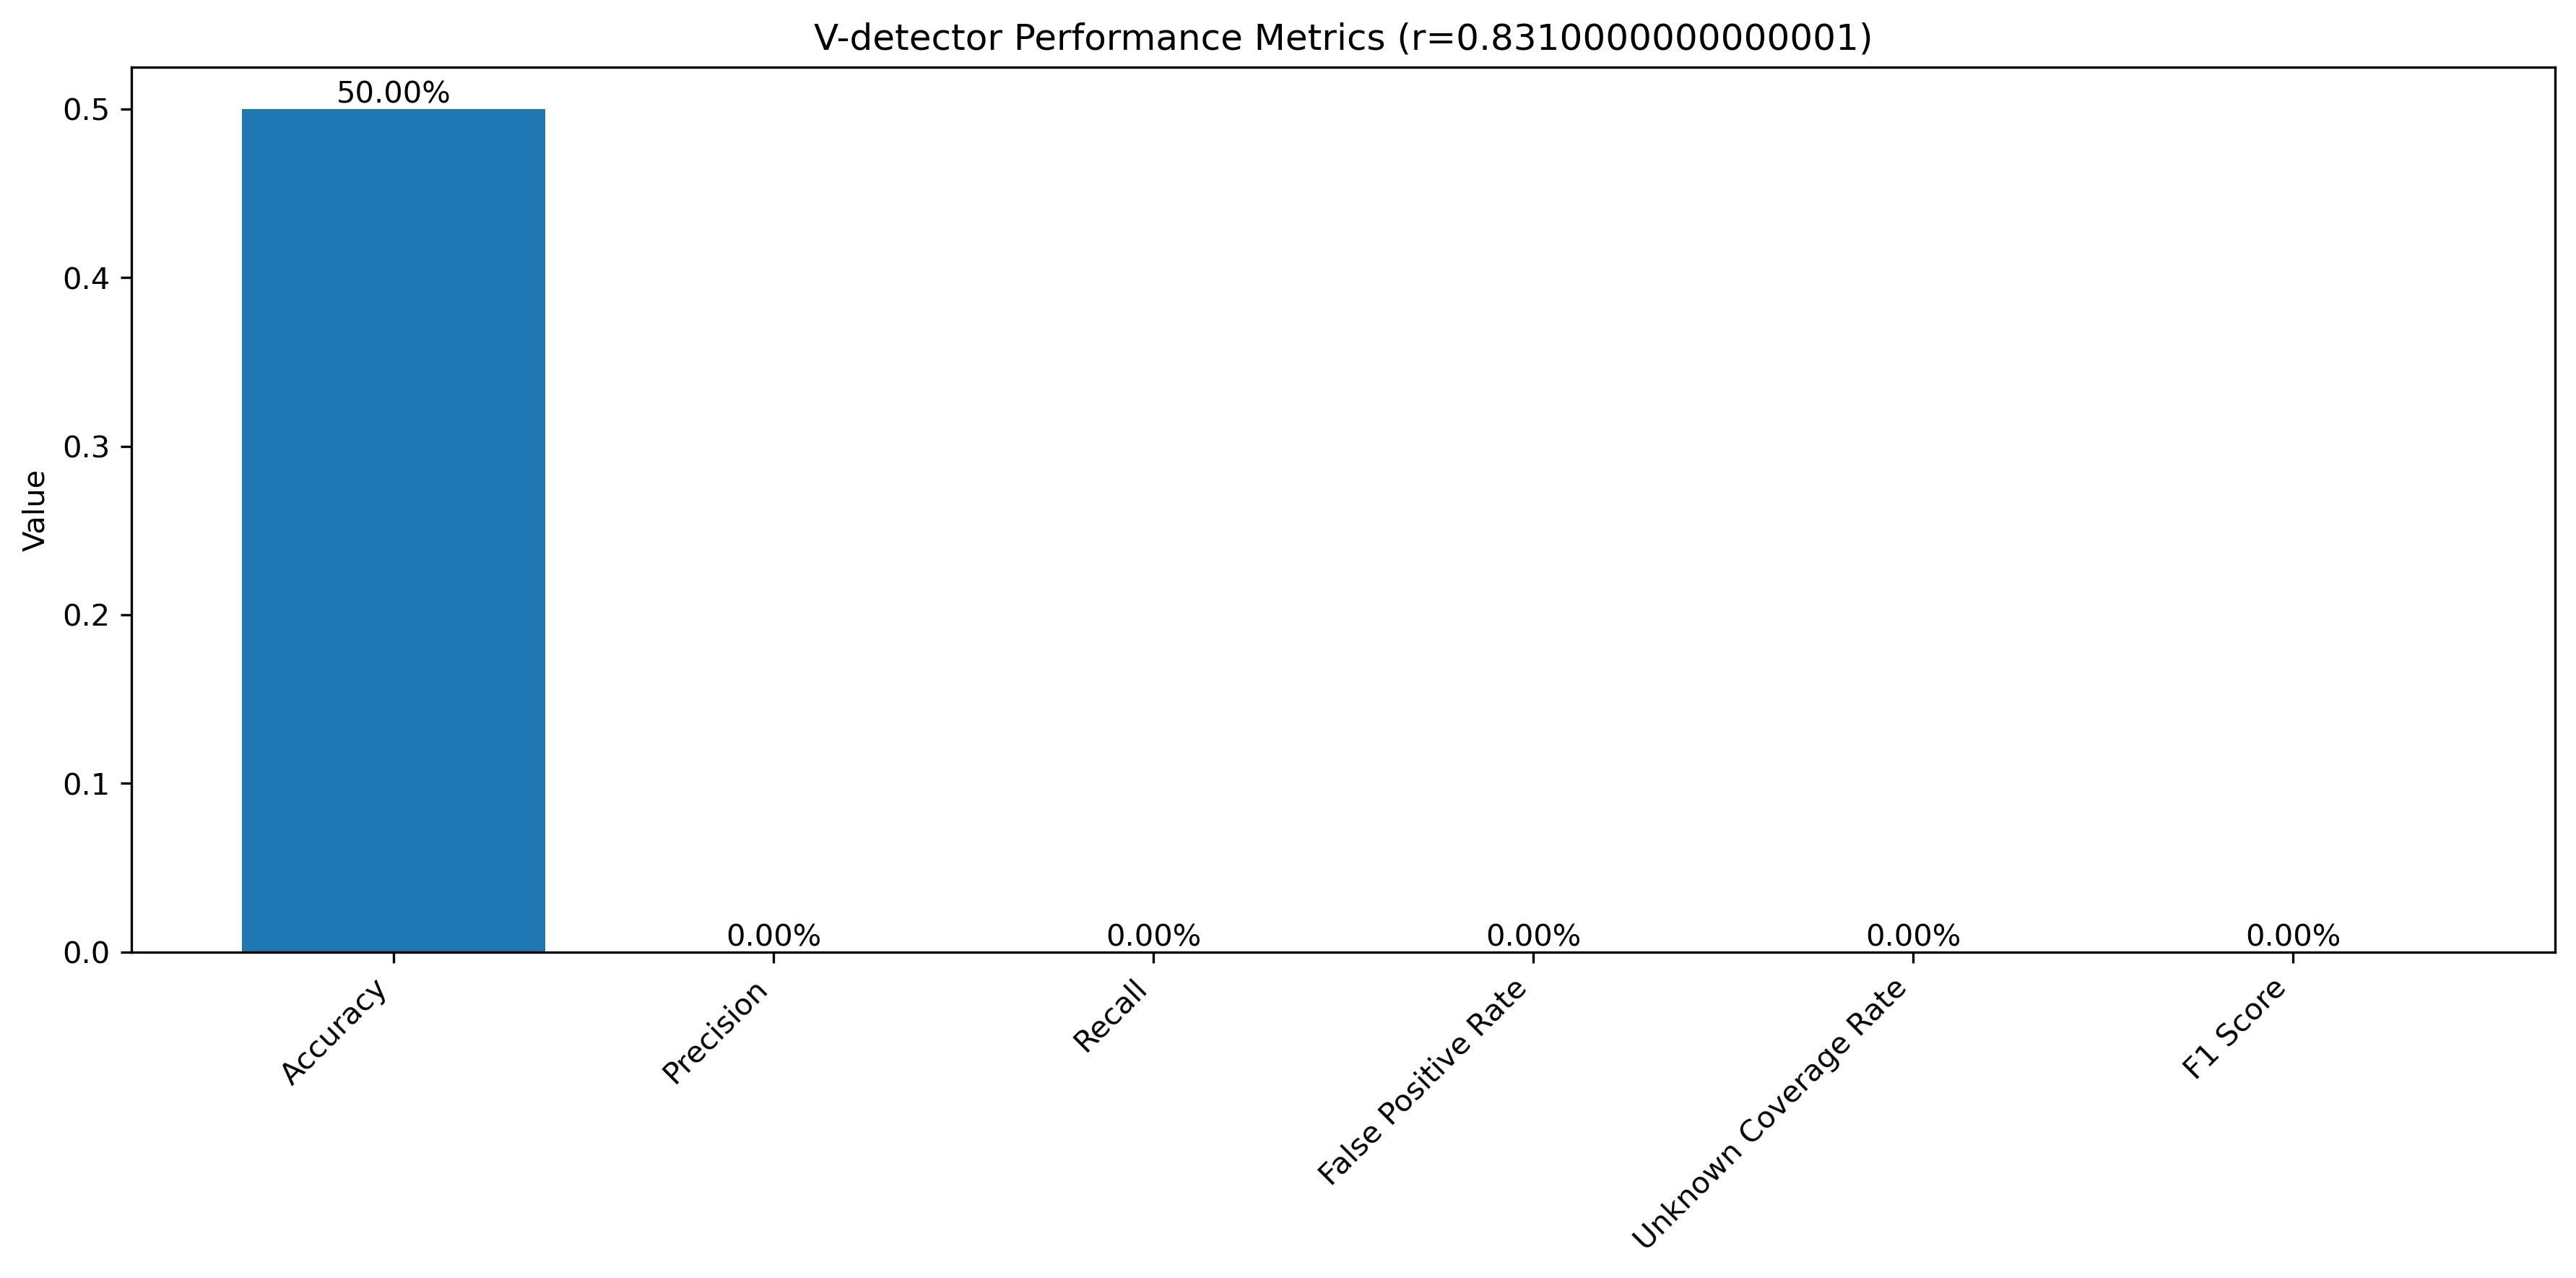 V-detector Performance Metrics (r=0.8310000000000001)
50.00%
0.5
0.4
0.3
0.2
0.1
0.0
Value
0.00%
0.00%
0.00%
0.00%
0.00%
Accuracy
Precision
Recall
False Positive Rate
Unknown Coverage Rate
F1 Score